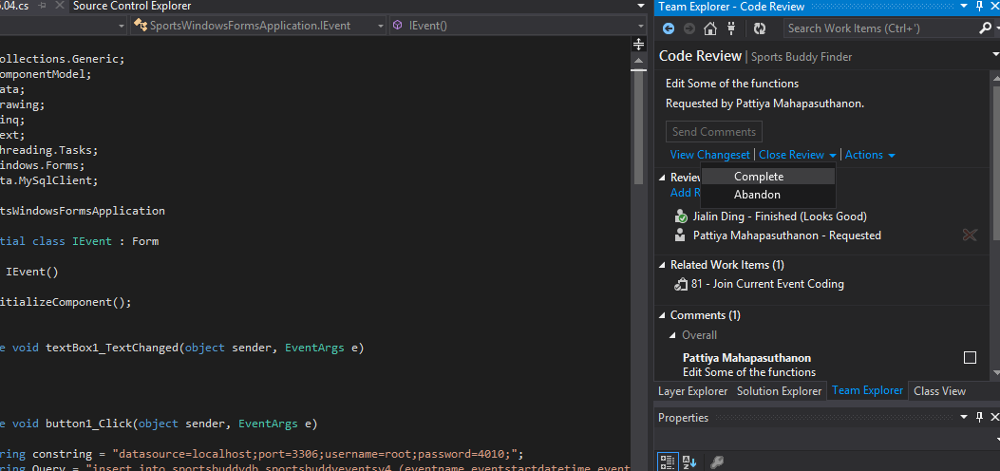 .04.cs
Source Control Explorer
SportsWindowsFormsApplication.IEvent
IEvent()
ollections.Generic;
omponentModel;
ata;
rawing;
inq;
ext;
hreading.Tasks;
indows.Forms;
ta.MySqlClient;
tsWindowsFormsApplication
tial class IEvent : Form
IEvent()
itializeComponent();
e void textBox1_TextChanged(object sender, EventArgs e)
e void button1_Click(object sender, EventArgs e)
ring constring = "datasource=localhost;port=3306;username=root;password=4010;";
ring Query = "insert into sportsbuddydb.sportsbuddyeventsv4 (eventname,eventstartdatetime,event
Team Explorer - Code Review
Search Work Items (Ctrl+')
Code Review | Sports Buddy Finder
Edit Some of the functions
Requested by Pattiya Mahapasuthanon.
Send Comments
View Changeset | Close Review | Actions
Complete
Abandon
Review
Add R
Jialin Ding - Finished (Looks Good)
Pattiya Mahapasuthanon - Requested
Related Work Items (1)
81 - Join Current Event Coding
Comments (1)
Overall
Pattiya Mahapasuthanon
Edit Some of the functions
Layer Explorer Solution Explorer Team Explorer Class View
Properties